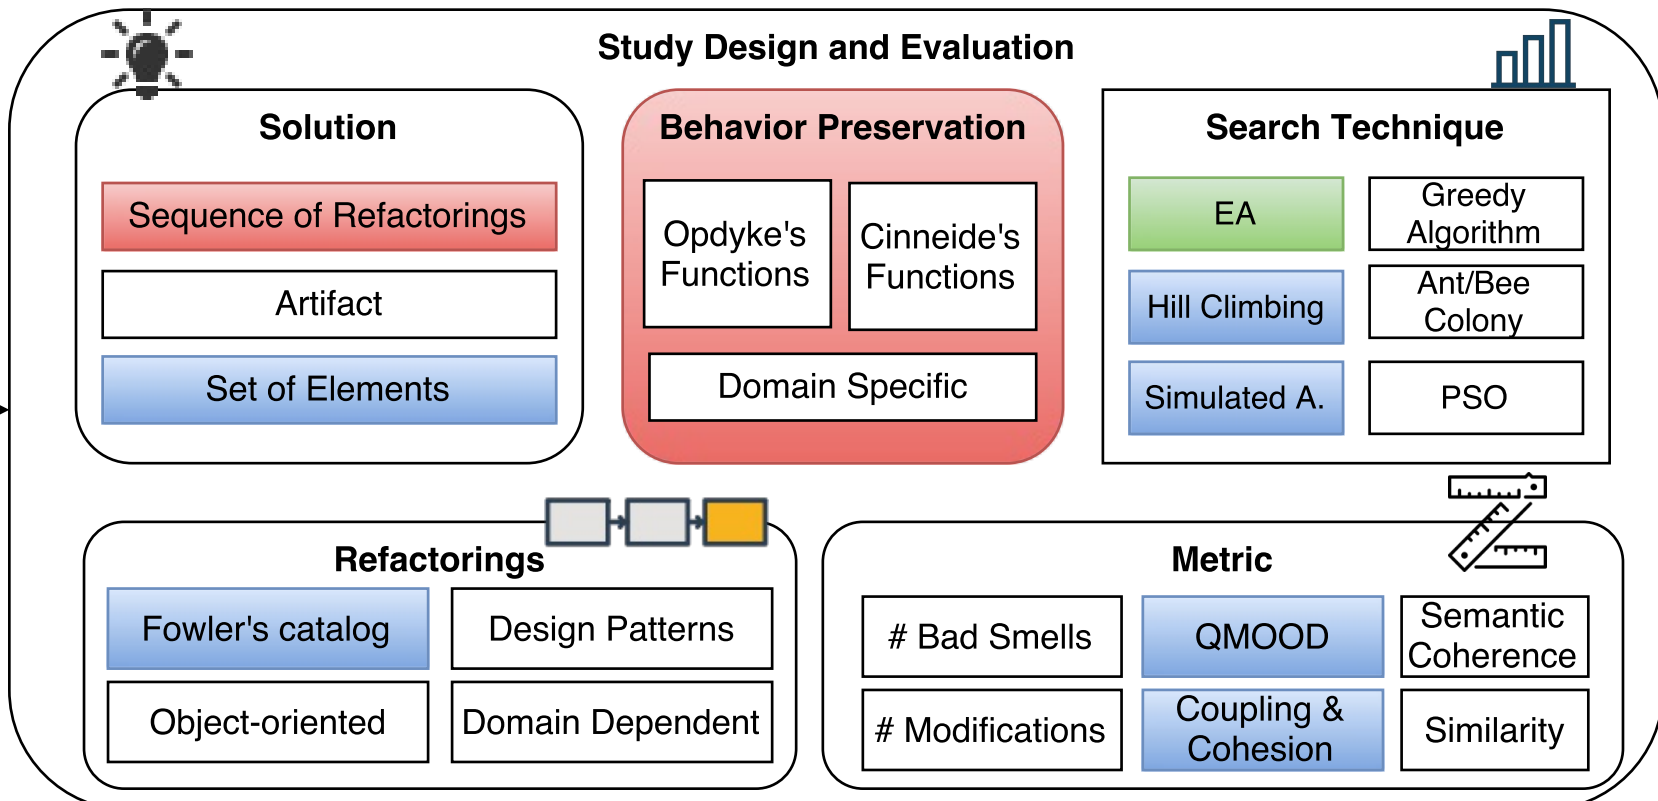 Study Design and Evaluation
Solution
Sequence of Refactorings
Artifact
Set of Elements
Behavior Preservation
Opdyke's
Functions
Cinneide's
Functions
Domain Specific
Search Technique
EA
Greedy
Algorithm
Hill Climbing
Ant/Bee
Colony
Simulated A.
PSO
Refactorings
Fowler's catalog
Design Patterns
Object-oriented
Domain Dependent
Metric
# Bad Smells
QMOOD
Semantic
Coherence
# Modifications
Coupling &
Cohesion
Similarity